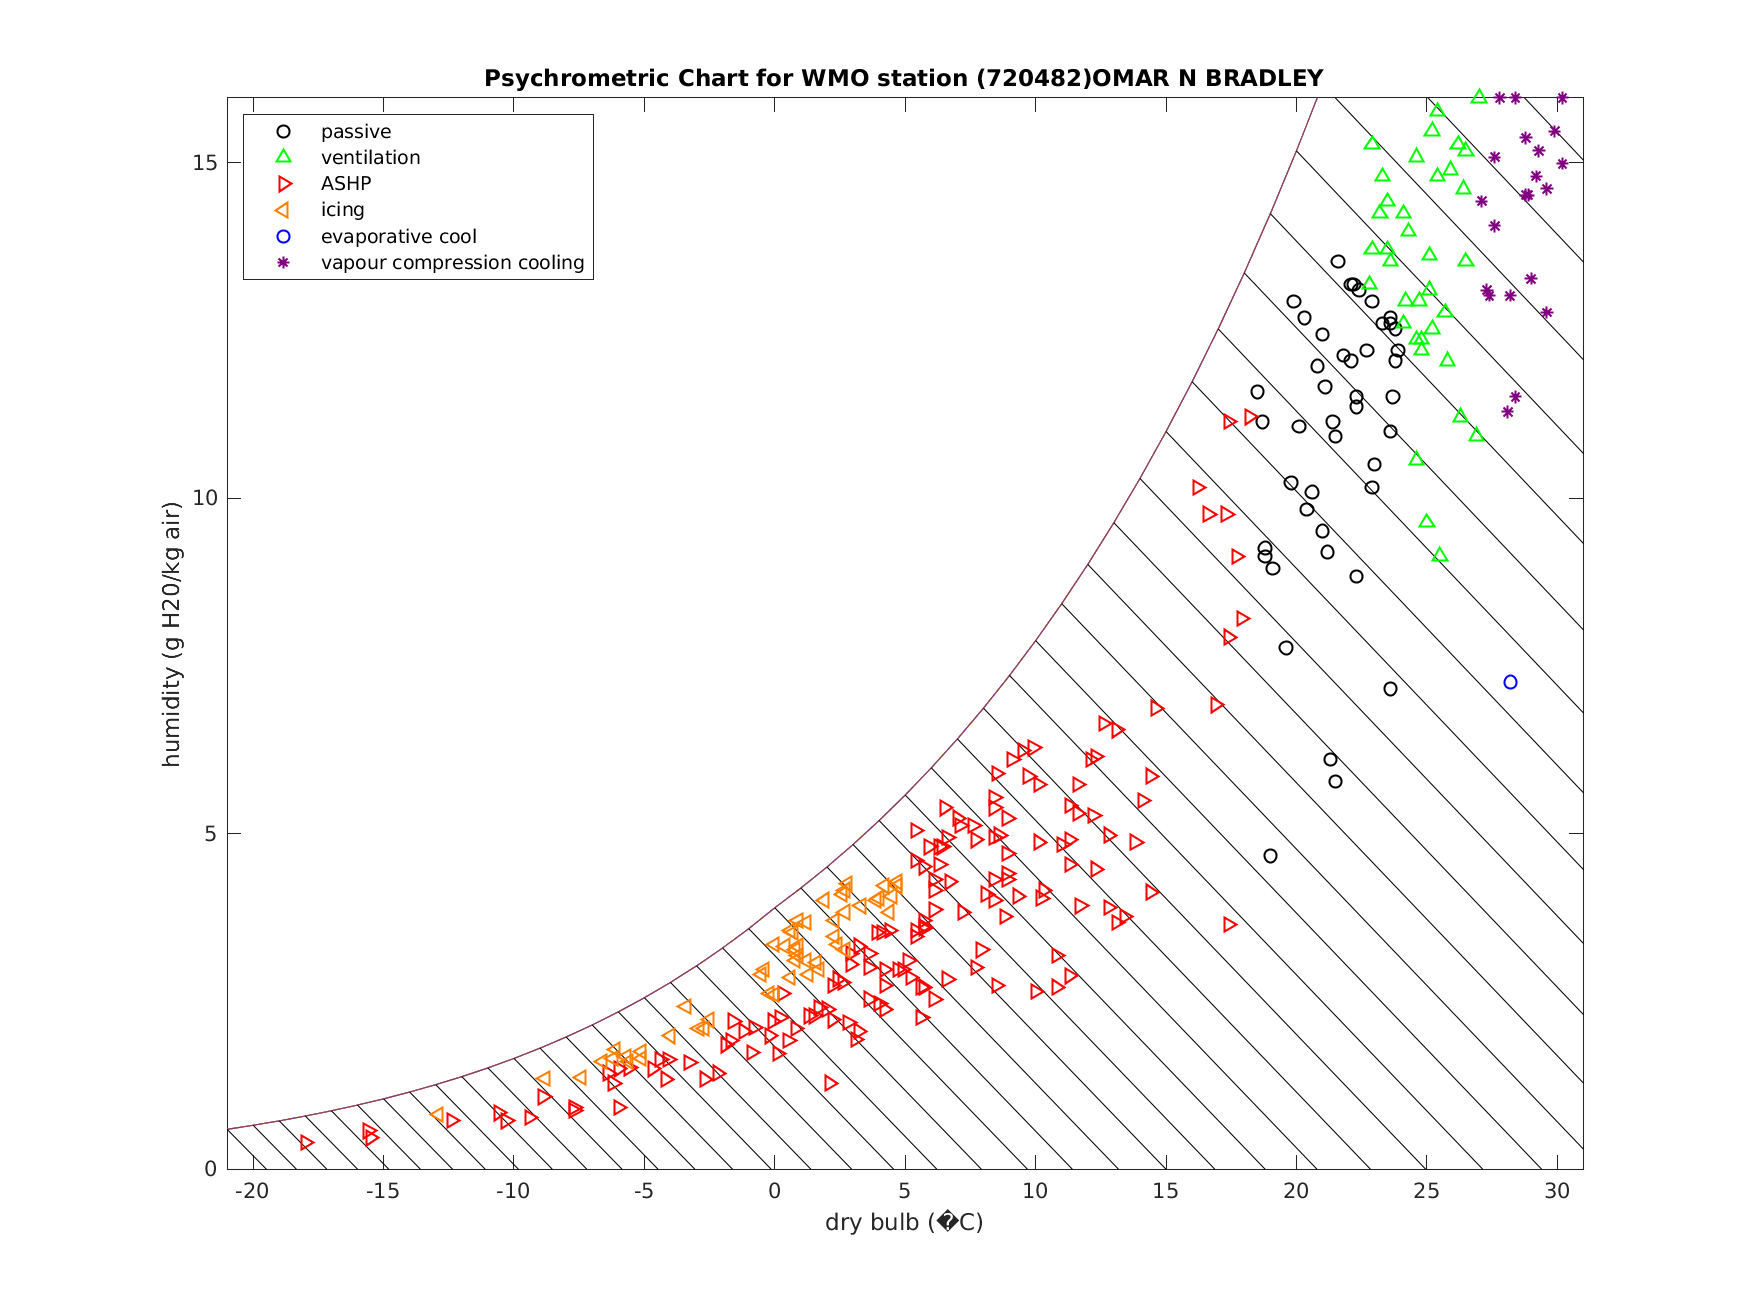 Psychrometric Chart for WMO station (720482)OMAR N BRADLEY
passive
ventilation
ASHP
icing
evaporative cool
vapour compression cooling
15
10
5
0
humidity (g H20/kg air)
-20 -15 -10 -5 0 5 10 15 20 25 30
dry bulb (�C)